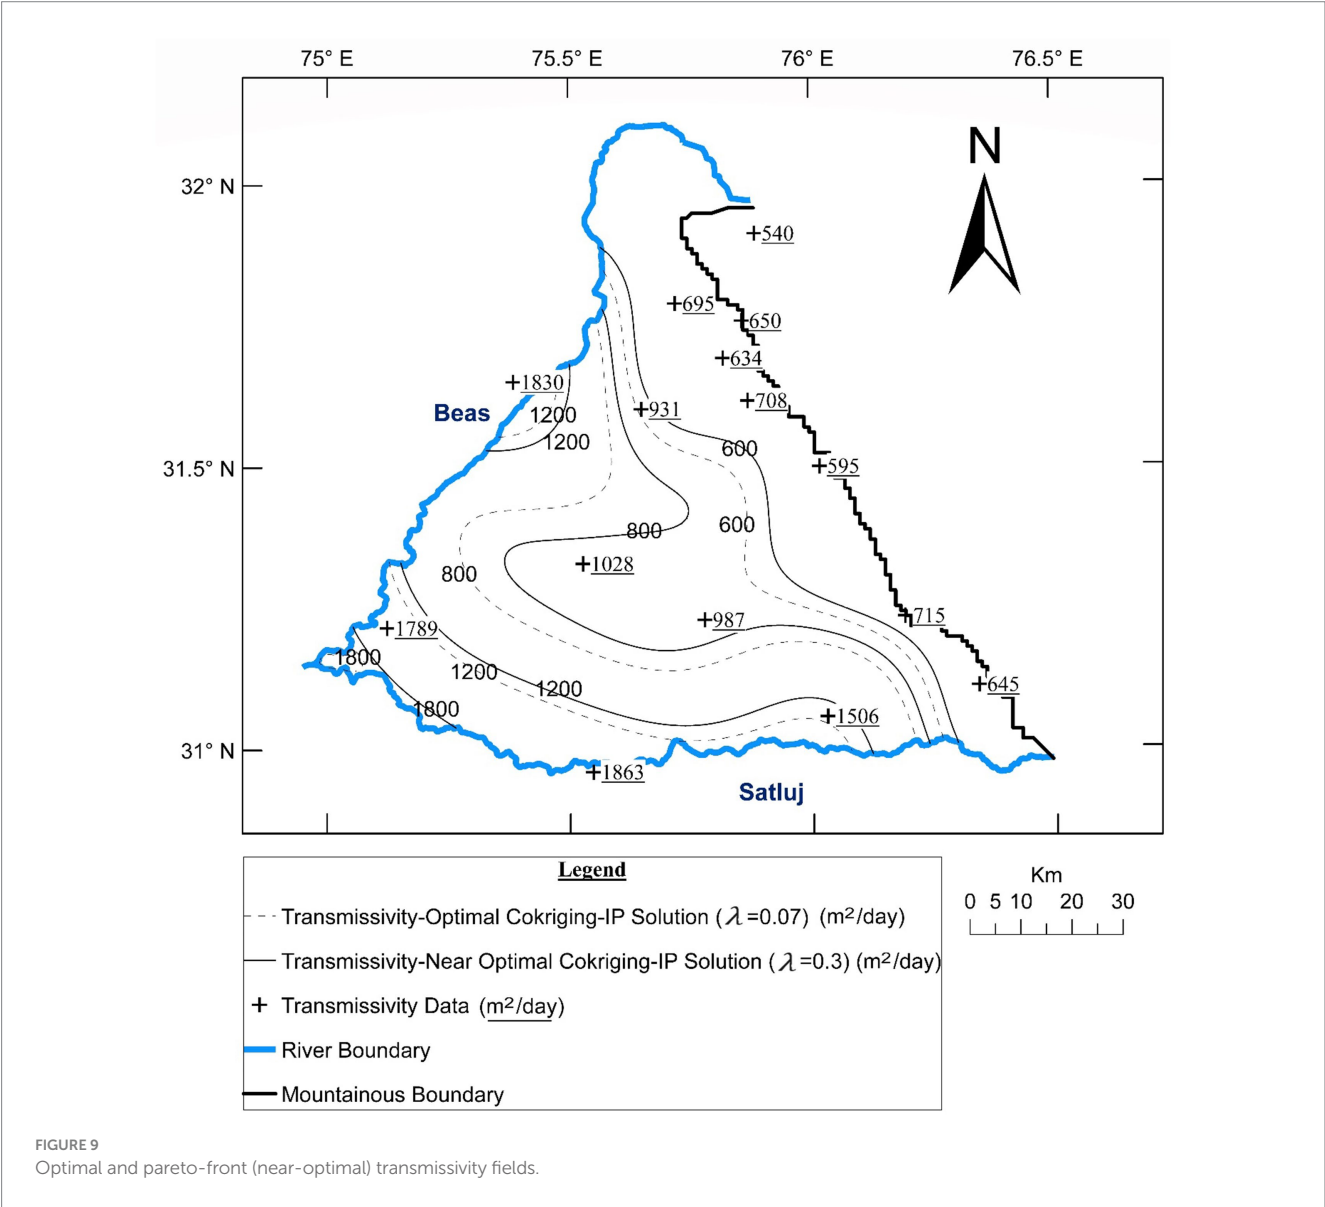 75° E 75.5° E 76° E 76.5° E
N
32° N
540
695
650
634
1830
708
931
1200
Beas
1200
600
595
31.5° N
600
800
1028
800
715
987
1789
1800
1200
645
1200
1800
1506
31° N
1863
Satluj
Legend
Transmissivity-Optimal Cokriging-IP Solution (λ=0.07) (m²/day)
Transmissivity-Near Optimal Cokriging-IP Solution (λ=0.3) (m²/day)
Transmissivity Data (m²/day)
River Boundary
Mountainous Boundary
Km
0 5 10 20 30
FIGURE 9
Optimal and pareto-front (near-optimal) transmissivity fields.